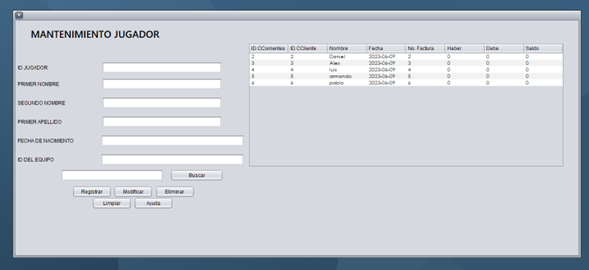 MANTENIMIENTO JUGADOR
ID CCorrientes ID CCliente Nombre Fecha No. Factura Haber Debe Saldo
2 2 Daniel 2023-06-09 2 0 0 0
3 3 Alex 2023-06-09 3 0 0 0
4 4 luis 2023-06-09 4 0 0 0
5 5 armando 2023-06-09 5 0 0 0
6 6 pablo 2023-06-09 6 0 0 0
ID JUGADOR
PRIMER NOMBRE
SEGUNDO NOMBRE
PRIMER APELLIDO
FECHA DE NACIMIENTO
ID DEL EQUIPO
Buscar
Registrar Modificar Eliminar
Limpiar Ayuda